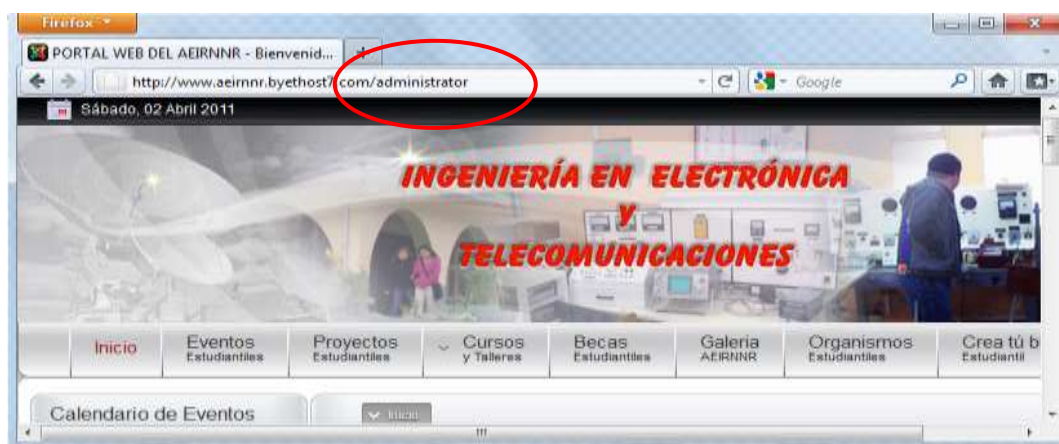 Firefox
PORTAL WEB DEL AEIRNNR - Bienvenid... +
http://www.aeirnnr.byethost7.com/administrator
Google
Sábado, 02 Abril 2011
INGENIERÍA EN ELECTRÓNICA
y
TELECOMUNICACIONES
Inicio
Eventos
Estudiantiles
Proyectos
Estudiantiles
Cursos
y Talleres
Becas
Estudiantiles
Galeria
AEIRNNR
Organismos
Estudiantiles
Crea tú b
Estudiantil
Calendario de Eventos
Inicio